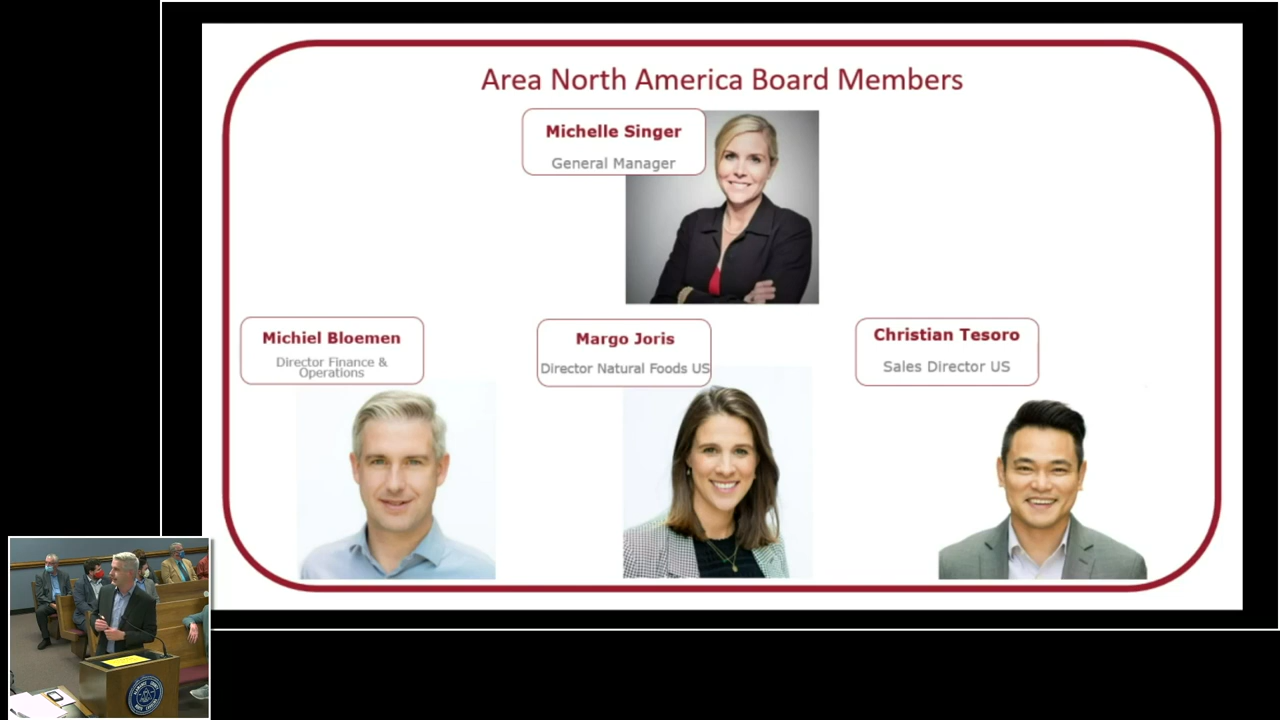 Area North America Board Members
Michelle Singer
General Manager
Michiel Bloemen
Director Finance &
Operations
Margo Joris
Director Natural Foods US
Christian Tesoro
Sales Director US